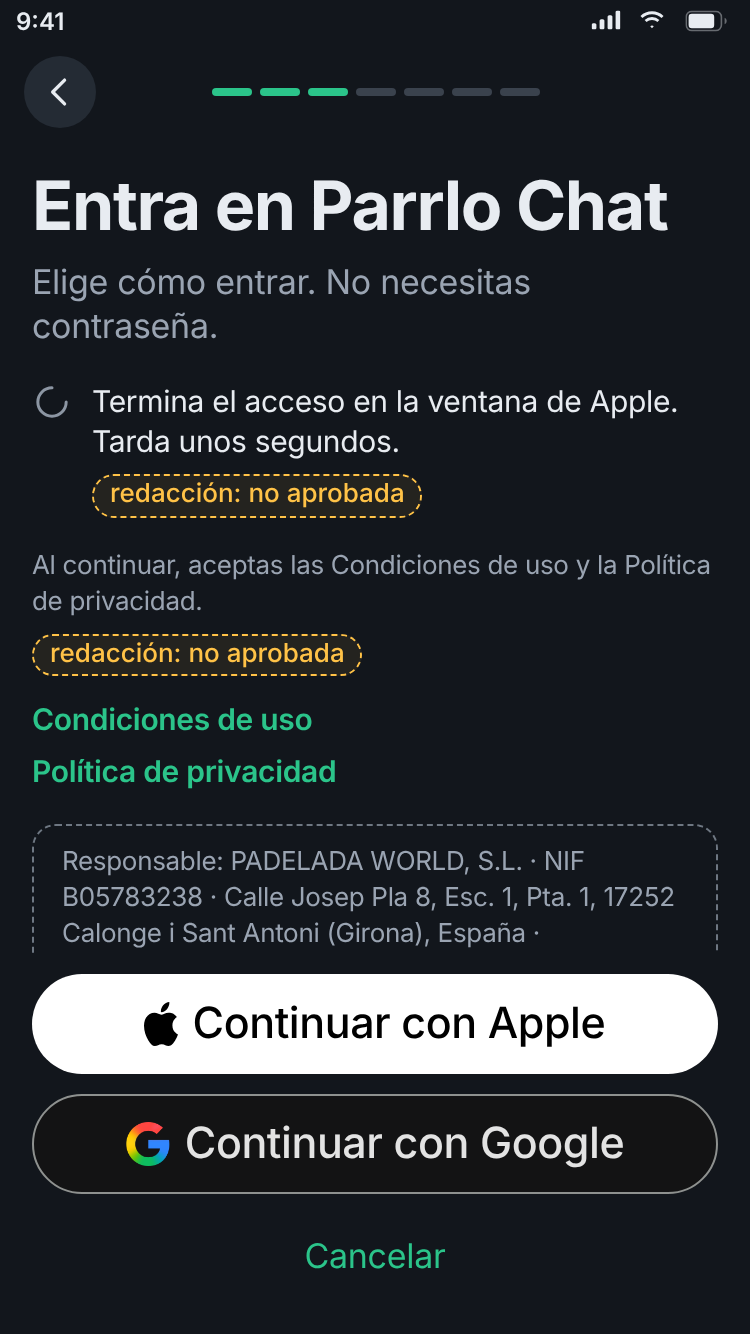 9:41
Entra en Parrlo Chat
Elige cómo entrar. No necesitas
contraseña.
Termina el acceso en la ventana de Apple.
Tarda unos segundos.
redacción: no aprobada
Al continuar, aceptas las Condiciones de uso y la Política
de privacidad.
redacción: no aprobada
Condiciones de uso
Política de privacidad
Responsable: PADELADA WORLD, S.L. · NIF
B05783238 · Calle Josep Pla 8, Esc. 1, Pta. 1, 17252
Calonge i Sant Antoni (Girona), España ·
Continuar con Apple
Continuar con Google
Cancelar